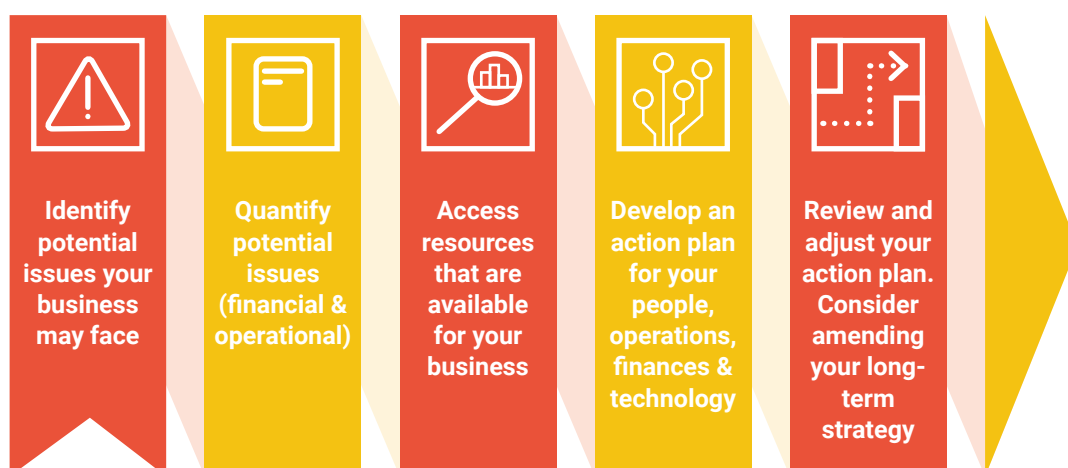 Identify
potential
issues your
business
may face
Quantify
potential
issues
(financial &
operational)
Access
resources
that are
available
for your
business
Develop an
action plan
for your
people,
operations,
finances &
technology
Review and
adjust your
action plan.
Consider
amending
your long-
term
strategy